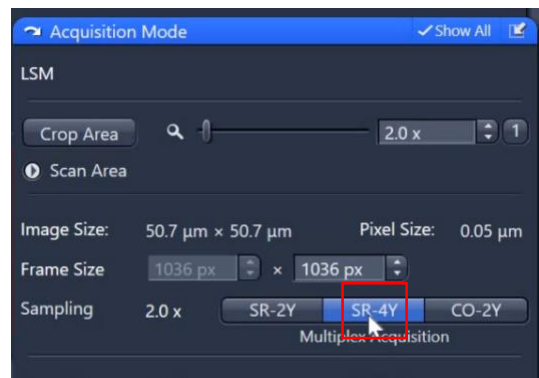 Acquisition Mode Show All
LSM
Crop Area 2.0 x 1
Scan Area
Image Size: 50.7 µm × 50.7 µm Pixel Size: 0.05 µm
Frame Size 1036 px × 1036 px
Sampling 2.0 x SR-2Y SR-4Y CO-2Y
Multiplex Acquisition